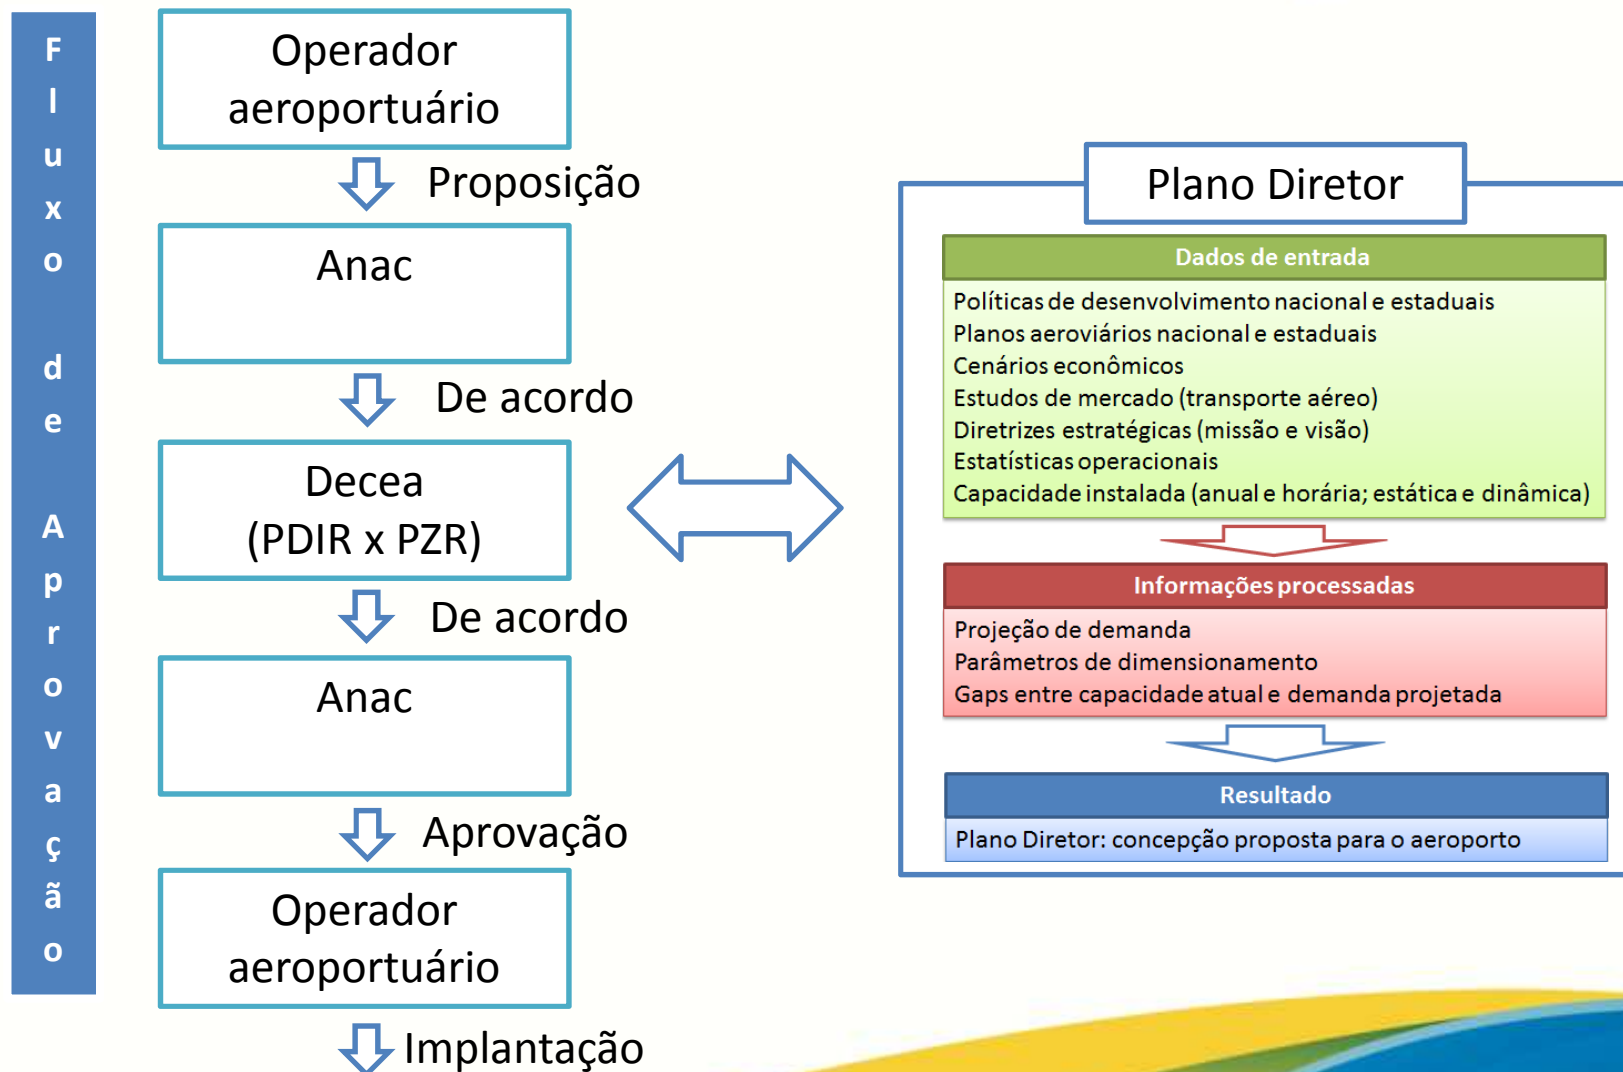 Fluxo de Aprovação
Operador
aeroportuário
Proposição
Anac
De acordo
Decea
(PDIR x PZR)
De acordo
Anac
Aprovação
Operador
aeroportuário
Implantação
Plano Diretor
Dados de entrada
Políticas de desenvolvimento nacional e estaduais
Planos aeroviários nacional e estaduais
Cenários econômicos
Estudos de mercado (transporte aéreo)
Diretrizes estratégicas (missão e visão)
Estatísticas operacionais
Capacidade instalada (anual e horária; estática e dinâmica)
Informações processadas
Projeção de demanda
Parâmetros de dimensionamento
Gaps entre capacidade atual e demanda projetada
Resultado
Plano Diretor: concepção proposta para o aeroporto